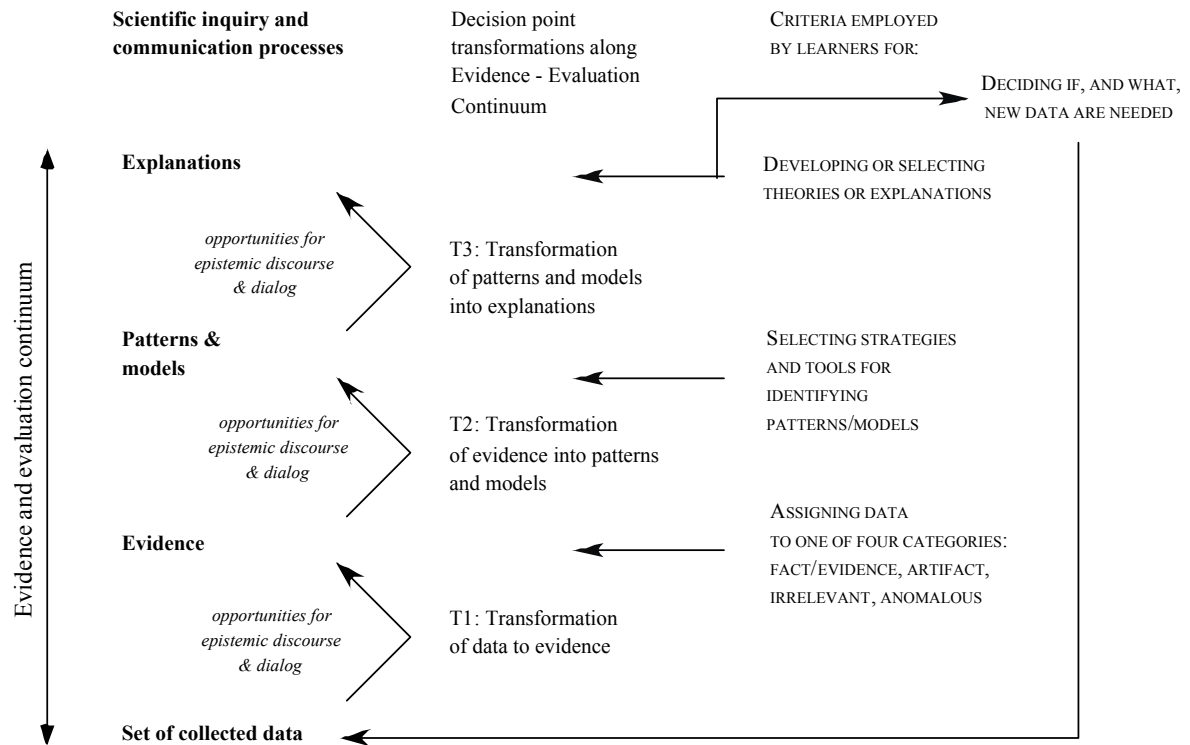 Scientific inquiry and
communication processes
Decision point
transformations along
Evidence - Evaluation
Continuum
CRITERIA EMPLOYED
BY LEARNERS FOR:
DECIDING IF, AND WHAT,
NEW DATA ARE NEEDED
Evidence and evaluation continuum
Explanations
DEVELOPING OR SELECTING
THEORIES OR EXPLANATIONS
opportunities for
epistemic discourse
& dialog
T3: Transformation
of patterns and models
into explanations
Patterns &
models
SELECTING STRATEGIES
AND TOOLS FOR
IDENTIFYING
PATTERNS/MODELS
opportunities for
epistemic discourse
& dialog
T2: Transformation
of evidence into patterns
and models
Evidence
ASSIGNING DATA
TO ONE OF FOUR CATEGORIES:
FACT/EVIDENCE, ARTIFACT,
IRRELEVANT, ANOMALOUS
opportunities for
epistemic discourse
& dialog
T1: Transformation
of data to evidence
Set of collected data